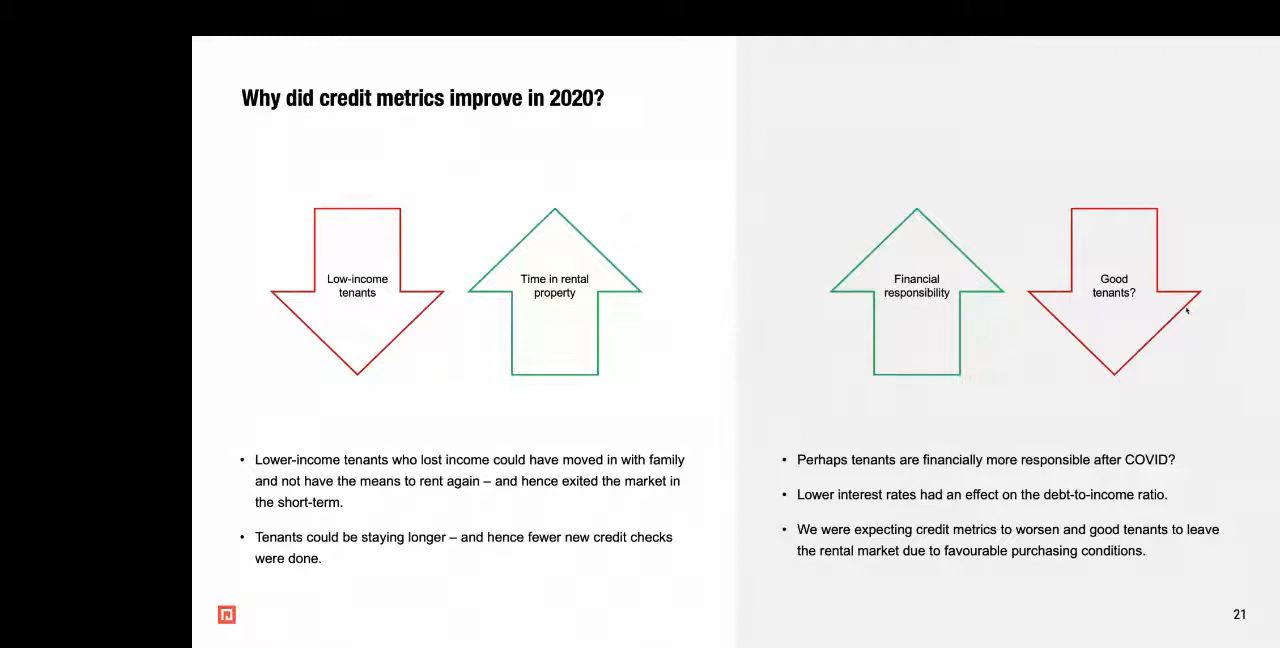 Why did credit metrics improve in 2020?
Low-income
tenants
Time in rental
property
Financial
responsibility
Good
tenants?
• Lower-income tenants who lost income could have moved in with family
and not have the means to rent again – and hence exited the market in
the short-term.
• Tenants could be staying longer – and hence fewer new credit checks
were done.
• Perhaps tenants are financially more responsible after COVID?
• Lower interest rates had an effect on the debt-to-income ratio.
• We were expecting credit metrics to worsen and good tenants to leave
the rental market due to favourable purchasing conditions.
21